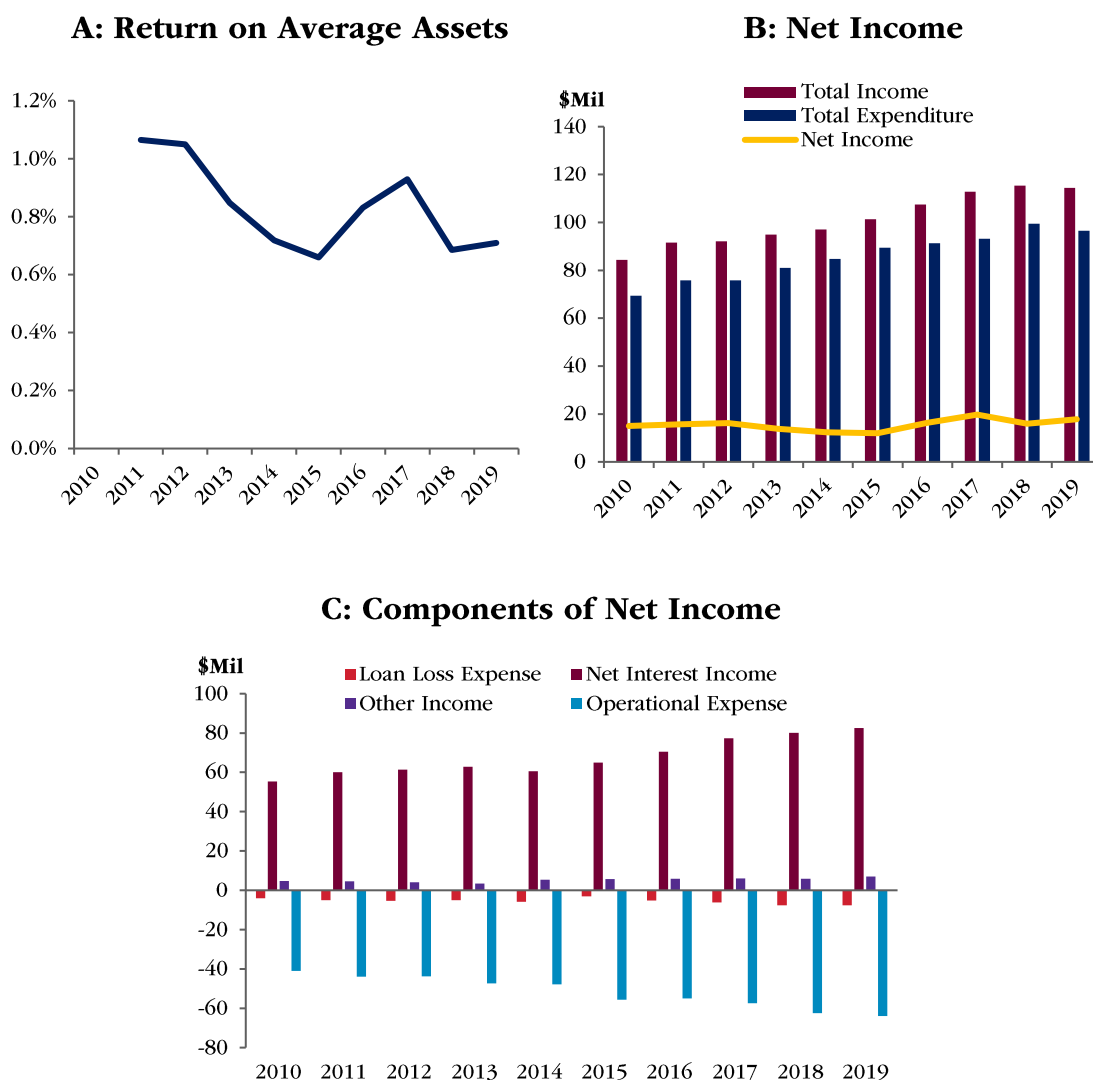 A: Return on Average Assets
1.2%
1.0%
0.8%
0.6%
0.4%
0.2%
0.0%
2010 2011 2012 2013 2014 2015 2016 2017 2018 2019
B: Net Income
$Mil
Total Income
Total Expenditure
Net Income
140
120
100
80
60
40
20
0
2010 2011 2012 2013 2014 2015 2016 2017 2018 2019
C: Components of Net Income
$Mil
Loan Loss Expense Net Interest Income
Other Income Operational Expense
100
80
60
40
20
0
-20
-40
-60
-80
2010 2011 2012 2013 2014 2015 2016 2017 2018 2019